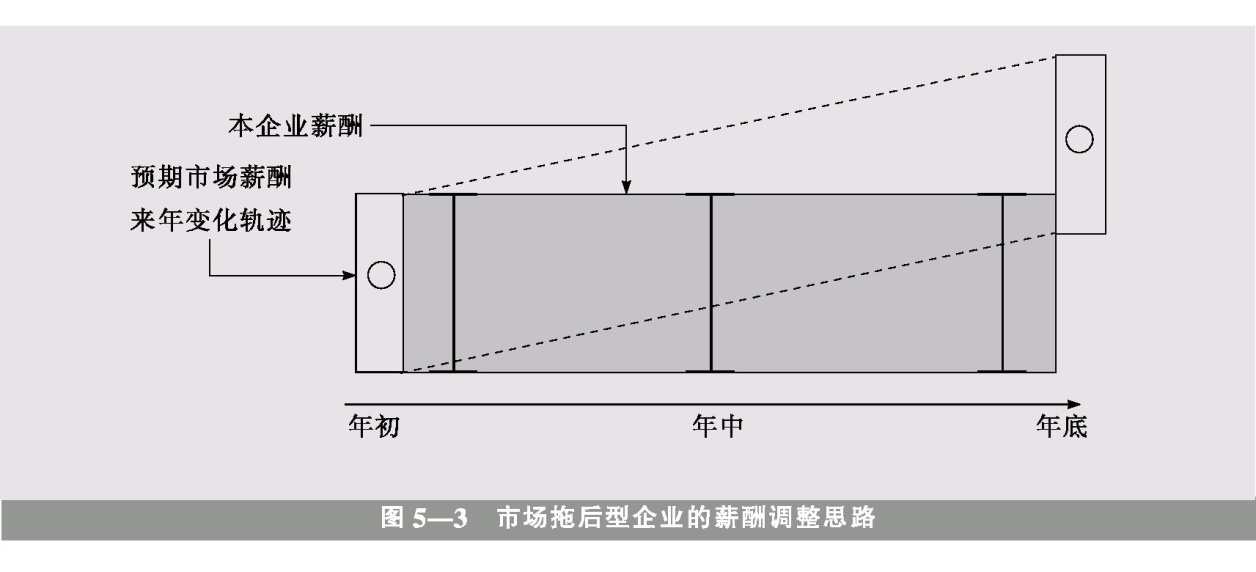 本企业薪酬
预期市场薪酬
来年变化轨迹
年初
年中
年底
图 5—3 市场拖后型企业的薪酬调整思路